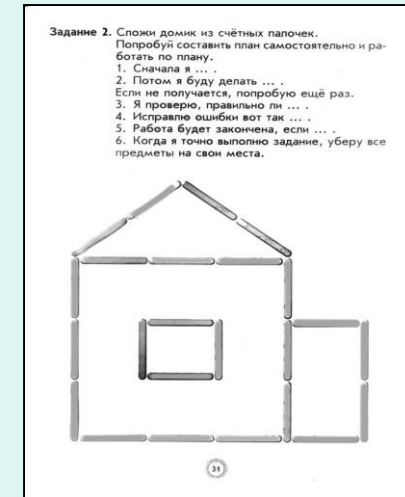 Задание 2. Сложи домик из счётных палочек.
Попробуй составить план самостоятельно и ра-
ботать по плану.
1. Сначала я ... .
2. Потом я буду делать ... .
Если не получается, попробую ещё раз.
3. Я проверю, правильно ли ... .
4. Исправлю ошибки вот так ... .
5. Работа будет закончена, если ... .
6. Когда я точно выполню задание, уберу все
предметы на свои места.
31